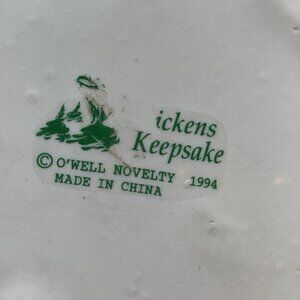 ickens
Keepsake
© O'WELL NOVELTY 1994
MADE IN CHINA